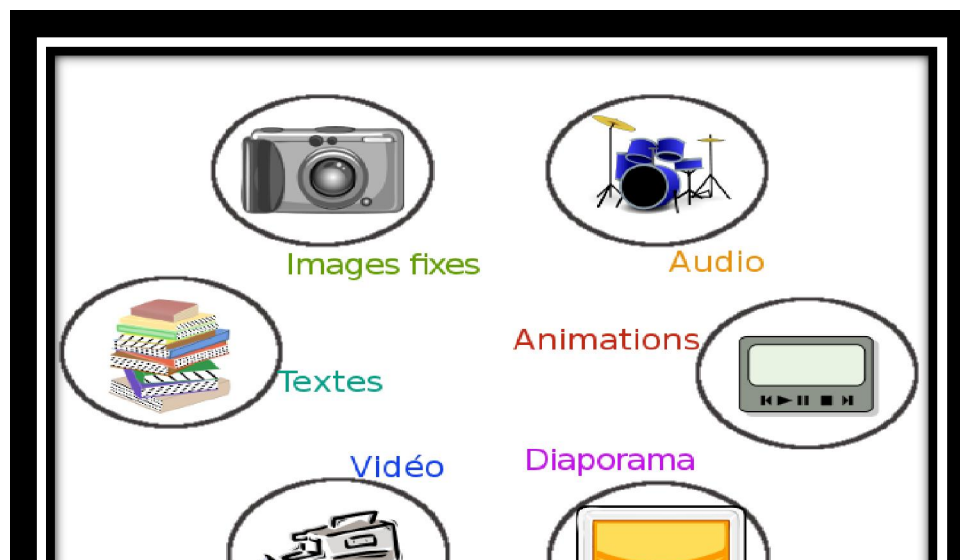 Images fixes
Audio
Animations
Textes
Vidéo
Diaporama